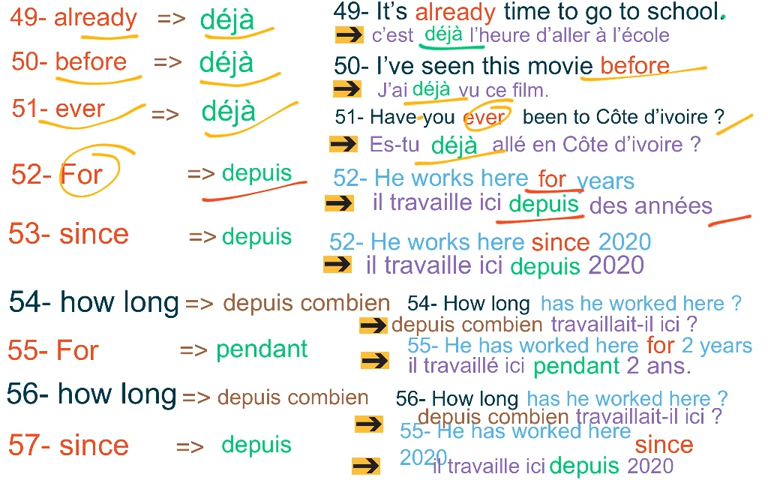 49- already => déjà
49- It's already time to go to school.
➔ c'est déjà l'heure d'aller à l'école
50- before => déjà
50- I've seen this movie before
➔ J'ai déjà vu ce film.
51- ever => déjà
51- Have you ever been to Côte d'ivoire ?
➔ Es-tu déjà allé en Côte d'ivoire ?
52- For => depuis
52- He works here for years
➔ il travaille ici depuis des années
53- since => depuis
52- He works here since 2020
➔ il travaille ici depuis 2020
54- how long => depuis combien
54- How long has he worked here ?
➔ depuis combien travaillait-il ici ?
55- For => pendant
55- He has worked here for 2 years
➔ il travaillé ici pendant 2 ans.
56- how long => depuis combien
56- How long has he worked here ?
➔ depuis combien travaillait-il ici ?
57- since => depuis
55- He has worked here since
2020
➔ il travaille ici depuis 2020